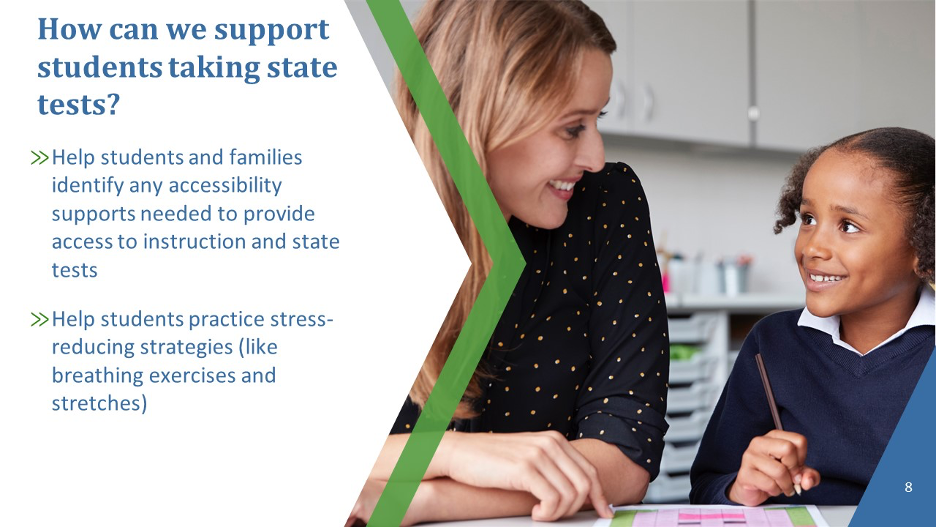 How can we support
students taking state
tests?
Help students and families
identify any accessibility
supports needed to provide
access to instruction and state
tests
Help students practice stress-
reducing strategies (like
breathing exercises and
stretches)
8